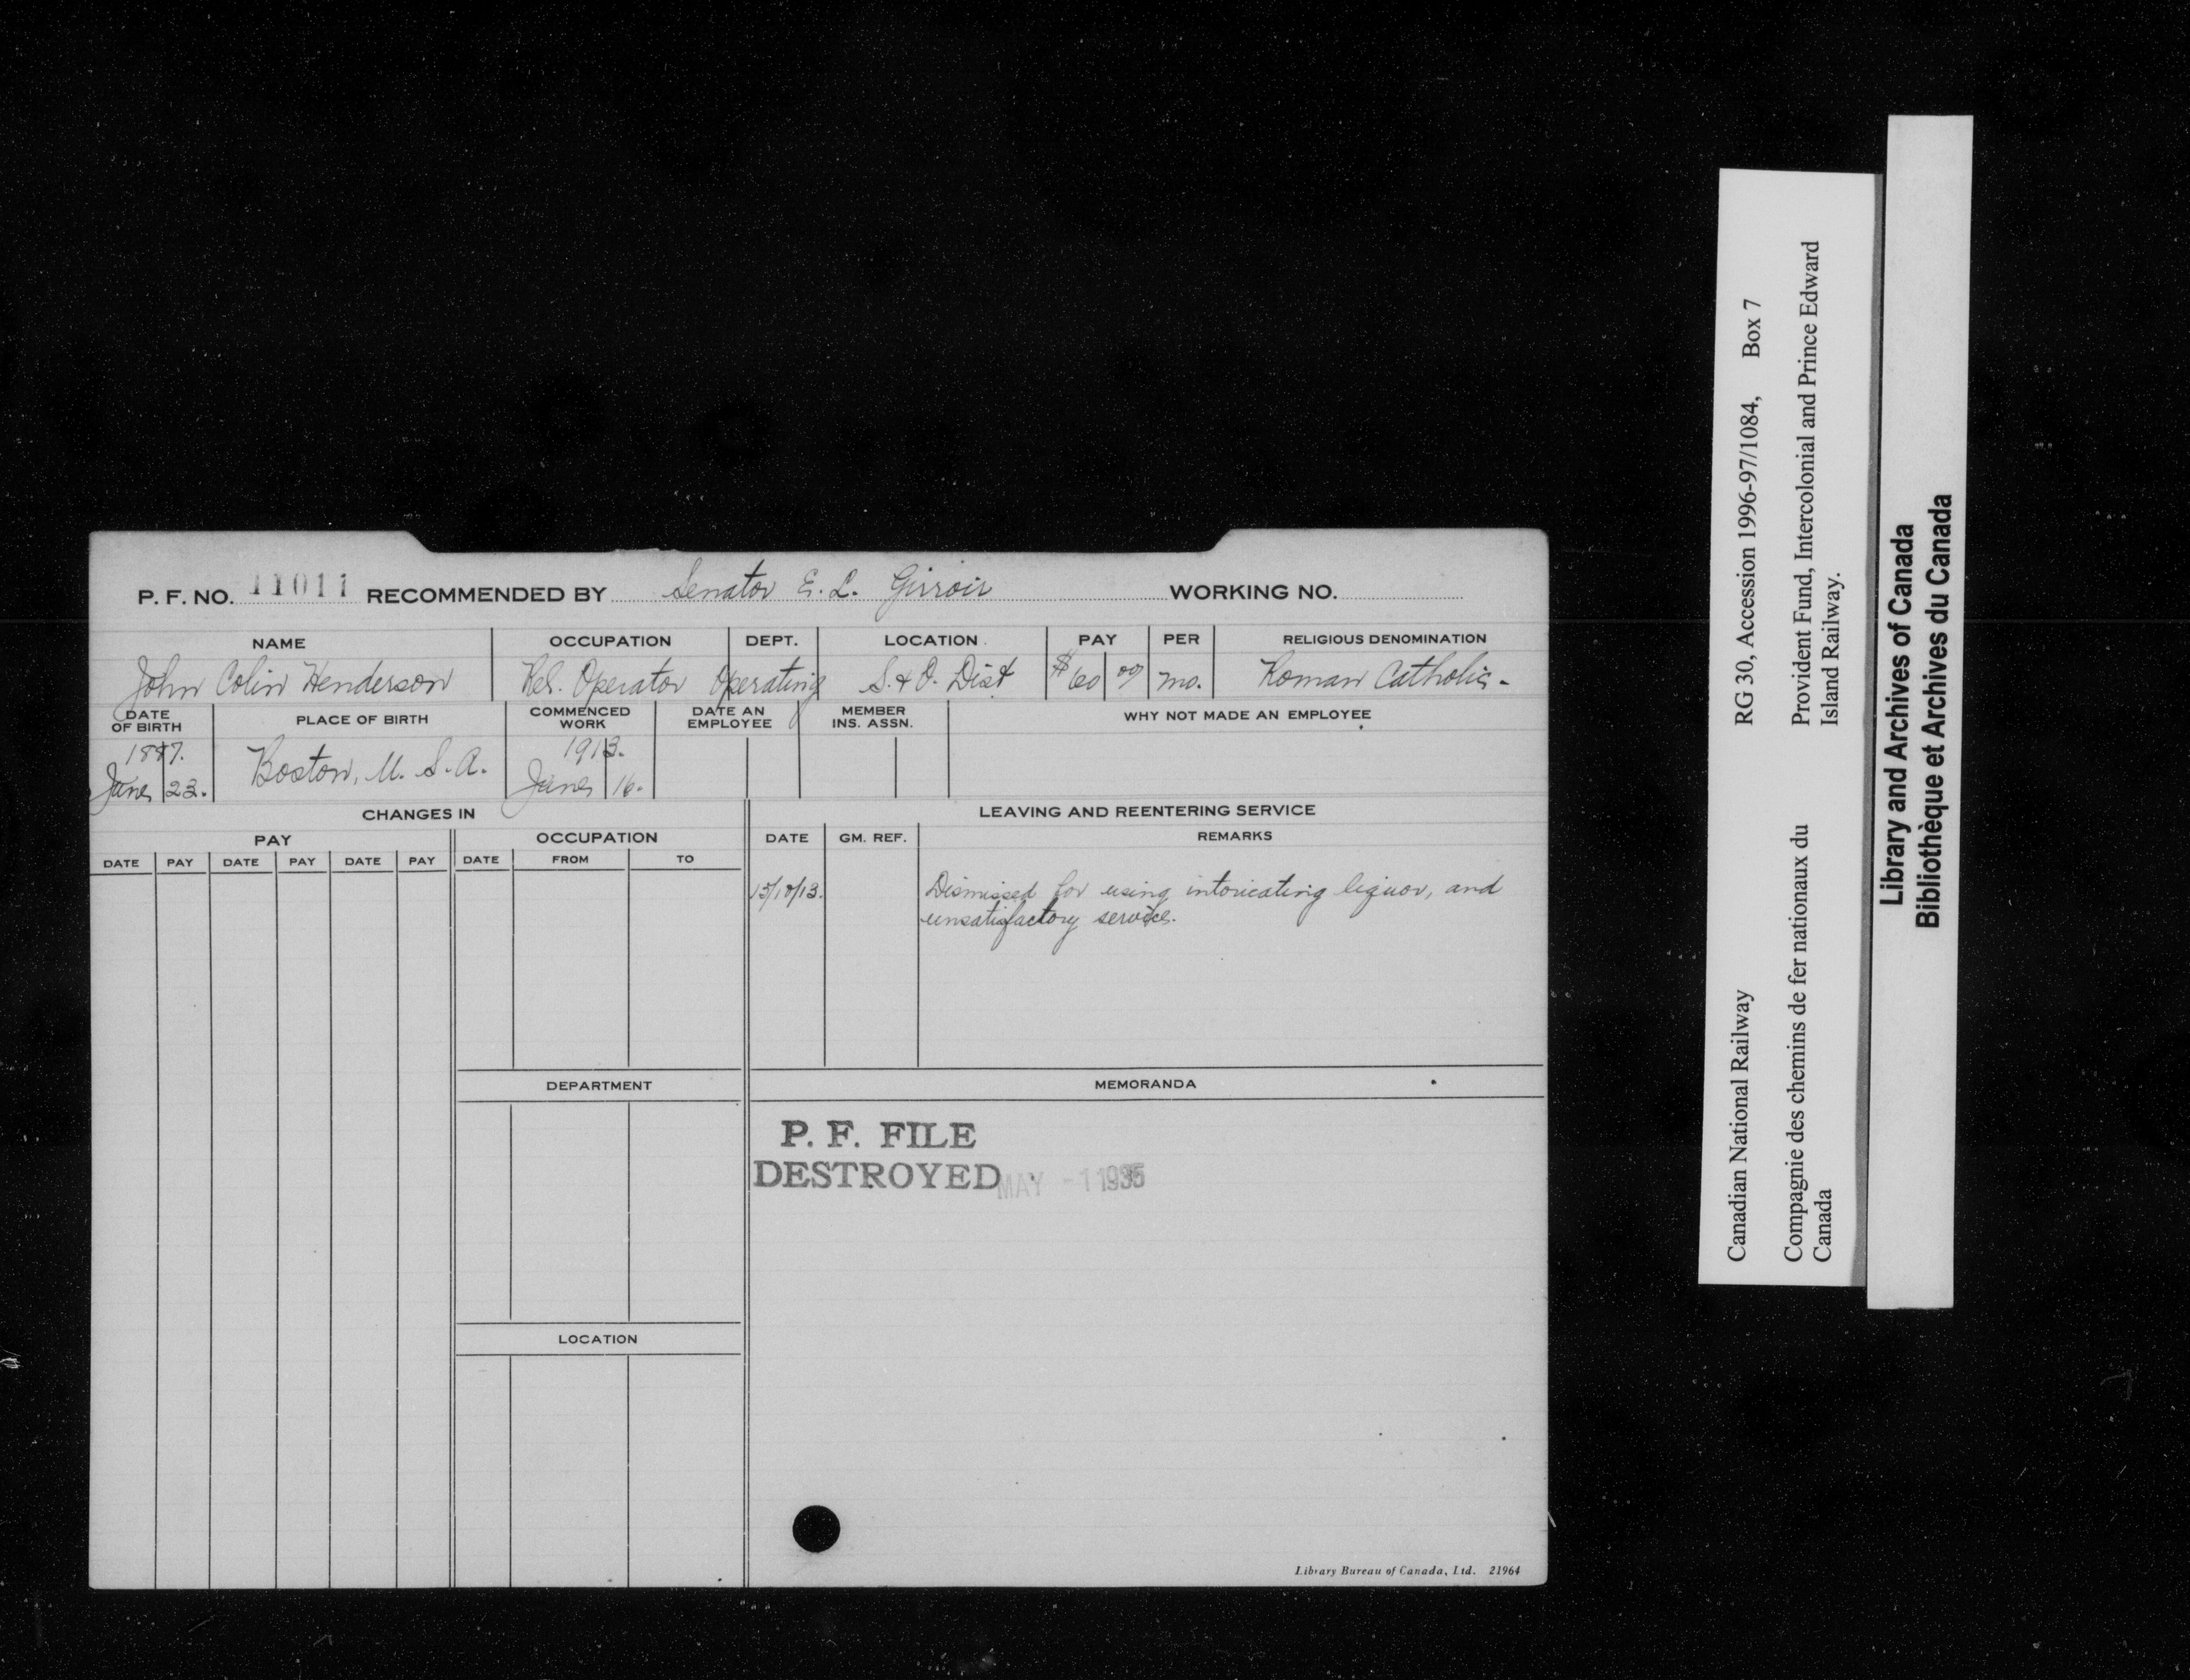 P. F. NO. 11011 RECOMMENDED BY Senator E. L. Girroir WORKING NO.
NAME OCCUPATION DEPT. LOCATION PAY PER RELIGIOUS DENOMINATION
John Colin Henderson Rel. Operator Operating S. & O. Dist $60 00 mo. Roman Catholic -
DATE OF BIRTH PLACE OF BIRTH COMMENCED WORK DATE AN EMPLOYEE MEMBER INS. ASSN. WHY NOT MADE AN EMPLOYEE
1887. 1913.
June 23. Boston, U. S. A. June 16.
CHANGES IN LEAVING AND REENTERING SERVICE
PAY OCCUPATION DATE GM. REF. REMARKS
DATE PAY DATE PAY DATE PAY DATE FROM TO
Dismissed for using intoxicating liquor, and
unsatisfactory service.
DEPARTMENT MEMORANDA
P. F. FILE
DESTROYED MAY -1 1935
LOCATION
Library Bureau of Canada, Ltd. 21964
Canadian National Railway RG 30, Accession 1996-97/1084, Box 7
Compagnie des chemins de fer nationaux du Provident Fund, Intercolonial and Prince Edward
Canada Island Railway.
Library and Archives of Canada
Bibliothèque et Archives du Canada